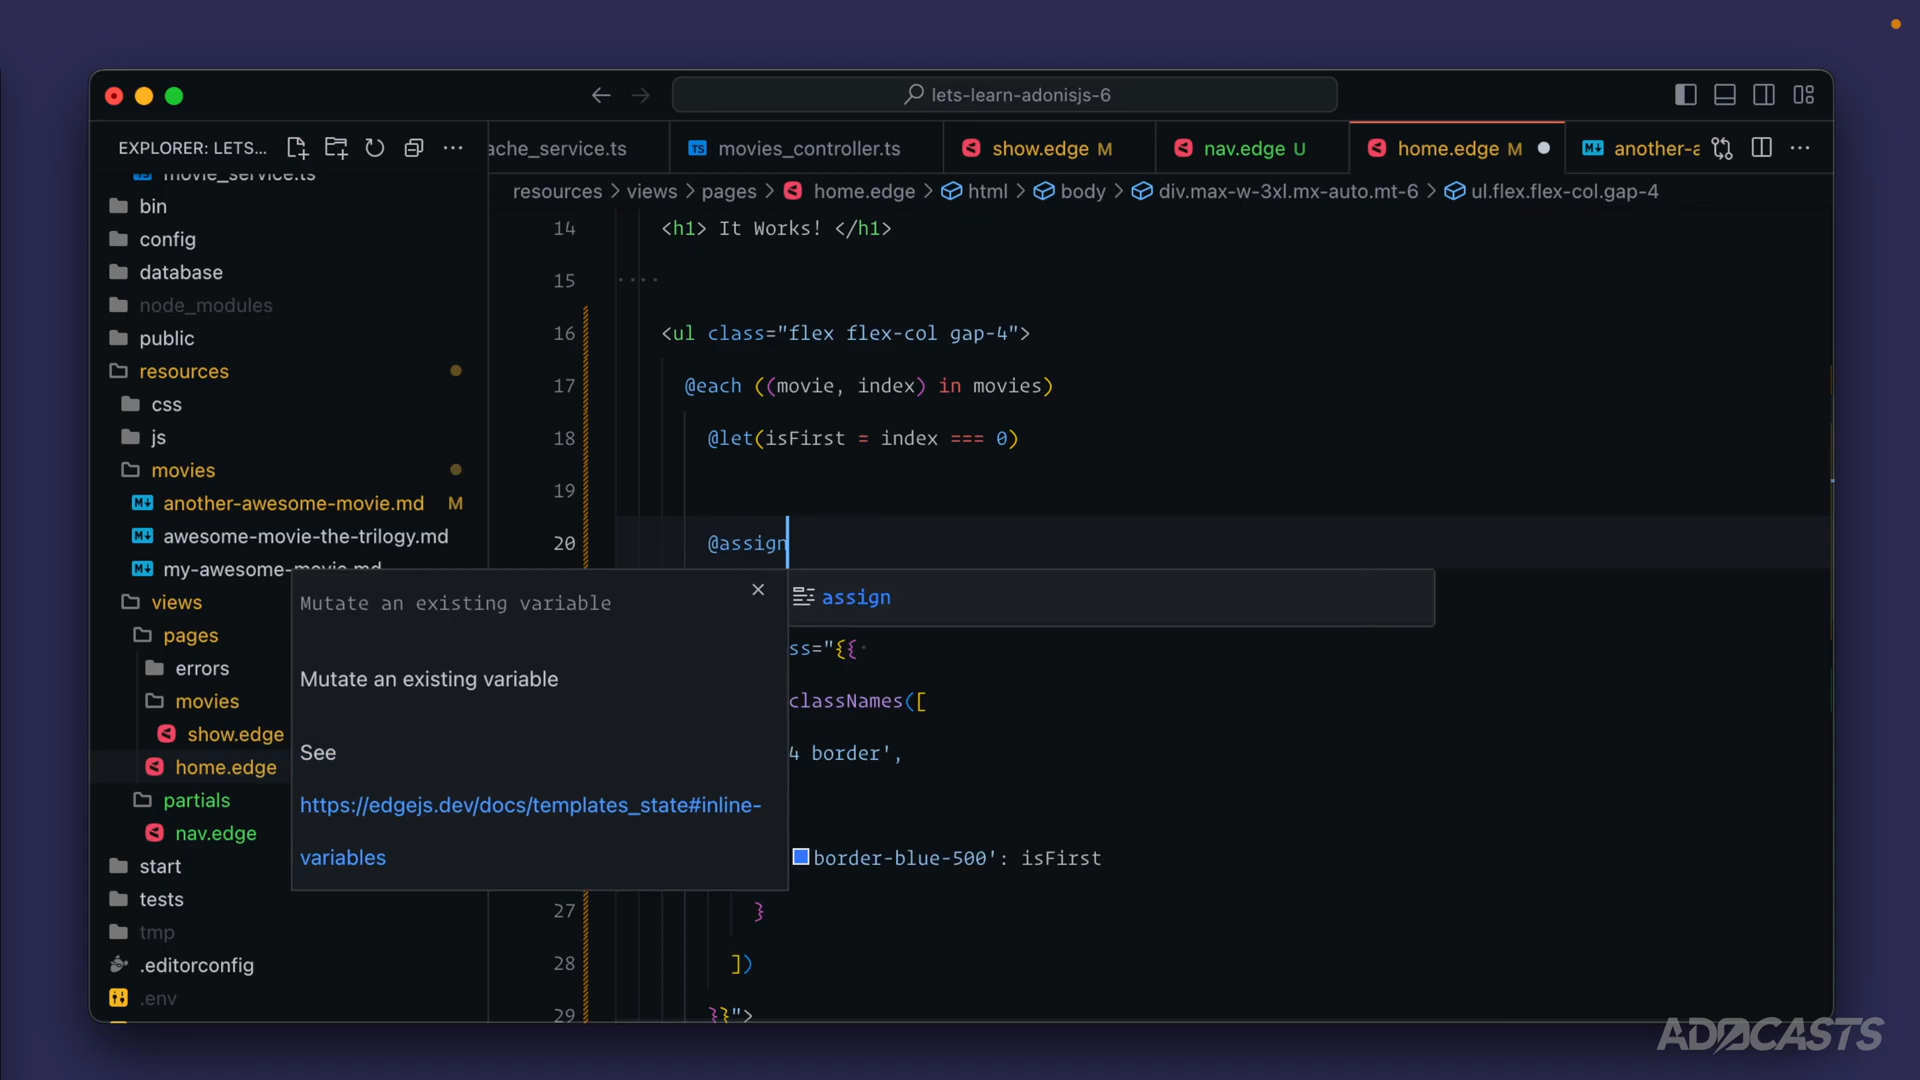 lets-learn-adonisjs-6
EXPLORER: LETS...
ache_service.ts
movies_controller.ts
show.edge M
nav.edge U
home.edge M
another-a
resources > views > pages > home.edge > html > body > div.max-w-3xl.mx-auto.mt-6 > ul.flex.flex-col.gap-4
movie_service.ts
bin
config
database
node_modules
public
resources
css
js
movies
another-awesome-movie.md M
awesome-movie-the-trilogy.md
my-awesome-movie.md
views
pages
errors
movies
show.edge
home.edge
partials
nav.edge
start
tests
tmp
.editorconfig
.env
14 <h1> It Works! </h1>
15 ....
16 <ul class="flex flex-col gap-4">
17 @each ((movie, index) in movies)
18 @let(isFirst = index === 0)
19
20 @assign
assign
Mutate an existing variable
Mutate an existing variable
See
https://edgejs.dev/docs/templates_state#inline-
variables
ss="{{
classNames([
4 border',
border-blue-500': isFirst
27 }
28 ])
29 }}">
ADOCASTS